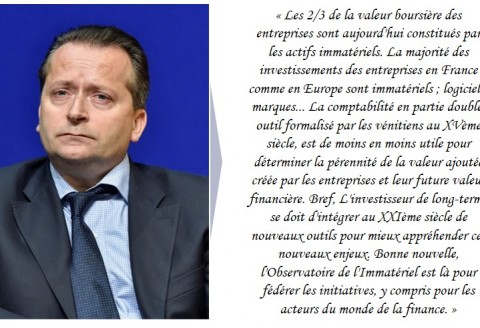 « Les 2/3 de la valeur boursière des
entreprises sont aujourd'hui constitués par
les actifs immatériels. La majorité des
investissements des entreprises en France
comme en Europe sont immatériels ; logiciel
marques... La comptabilité en partie double
outil formalisé par les vénitiens au XVème
siècle, est de moins en moins utile pour
déterminer la pérennité de la valeur ajouté
créée par les entreprises et leur future valeu
financière. Bref, L'investisseur de long-term
se doit d'intégrer au XXIème siècle de
nouveaux outils pour mieux appréhender ce
nouveaux enjeux. Bonne nouvelle,
l'Observatoire de l'Immatériel est là pour
fédérer les initiatives, y compris pour les
acteurs du monde de la finance. »